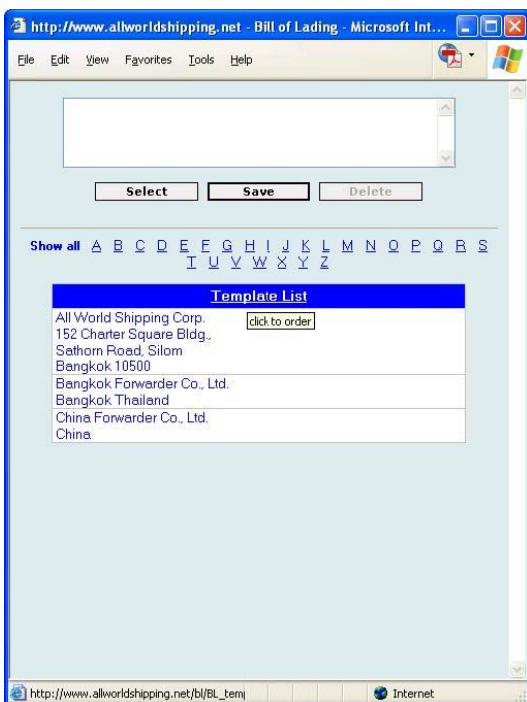 http://www.allworldshipping.net - Bill of Lading - Microsoft Int...
File Edit View Favorites Tools Help
Select Save Delete
Show all A B C D E F G H I J K L M N O P Q R S
T U V W X Y Z
Template List
All World Shipping Corp.
click to order
152 Charter Square Bldg.,
Sathorn Road, Silom
Bangkok 10500
Bangkok Forwarder Co., Ltd.
Bangkok Thailand
China Forwarder Co., Ltd.
China
http://www.allworldshipping.net/bl/BL_tem Internet